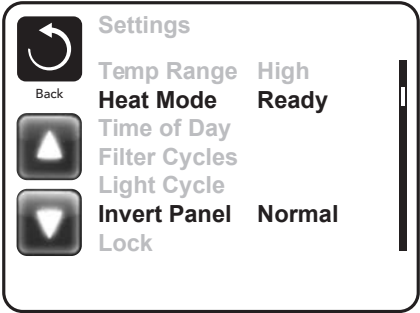 Settings
Back
Temp Range High
Heat Mode Ready
Time of Day
Filter Cycles
Light Cycle
Invert Panel Normal
Lock